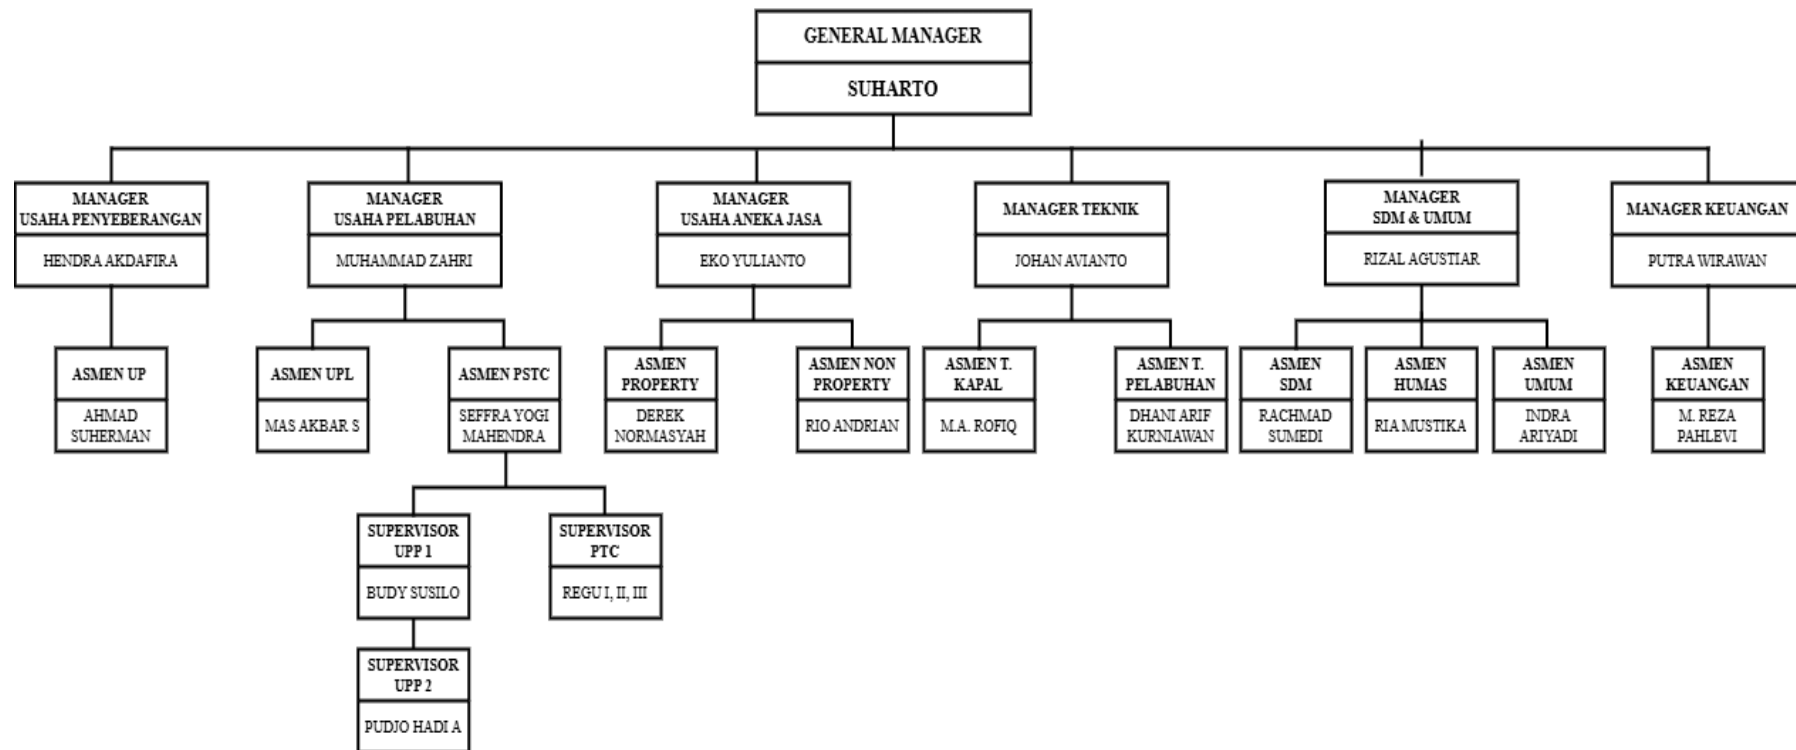 GENERAL MANAGER
SUHARTO
MANAGER
USAHA PENYEBERANGAN
HENDRA AKDAFIRA
MANAGER
USAHA PELABUHAN
MUHAMMAD ZAHRI
MANAGER
USAHA ANEKA JASA
EKO YULIANTO
MANAGER TEKNIK
JOHAN AVIANTO
MANAGER
SDM & UMUM
RIZAL AGUSTIAR
MANAGER KEUANGAN
PUTRA WIRAWAN
ASMEN UP
AHMAD
SUHERMAN
ASMEN UPL
MAS AKBAR S
ASMEN PSTC
SEFFRA YOGI
MAHENDRA
ASMEN
PROPERTY
DEREK
NORMASYAH
ASMEN NON
PROPERTY
RIO ANDRIAN
ASMEN T.
KAPAL
M.A. ROFIQ
ASMEN T.
PELABUHAN
DHANI ARIF
KURNIAWAN
ASMEN
SDM
RACHMAD
SUMEDI
ASMEN
HUMAS
RIA MUSTIKA
ASMEN
UMUM
INDRA
ARIYADI
ASMEN
KEUANGAN
M. REZA
PAHLEVI
SUPERVISOR
UPP 1
BUDY SUSILO
SUPERVISOR
PTC
REGU I, II, III
SUPERVISOR
UPP 2
PUDJO HADI A